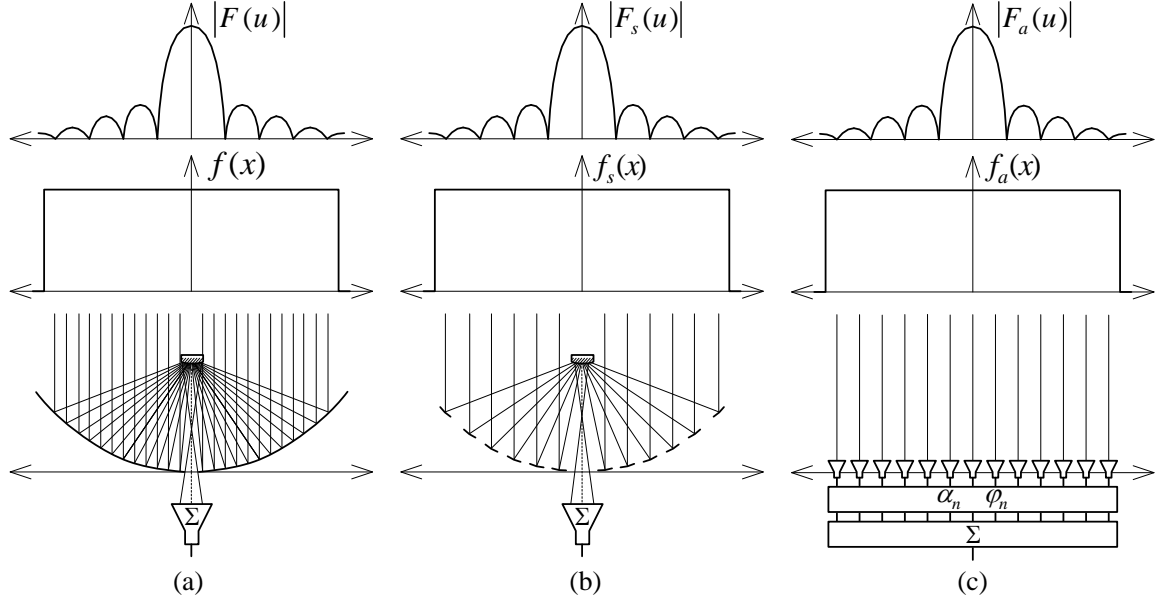 |F(u)| |F_s(u)| |F_a(u)|
f(x) f_s(x) f_a(x)
α_n φ_n
Σ Σ Σ
(a) (b) (c)